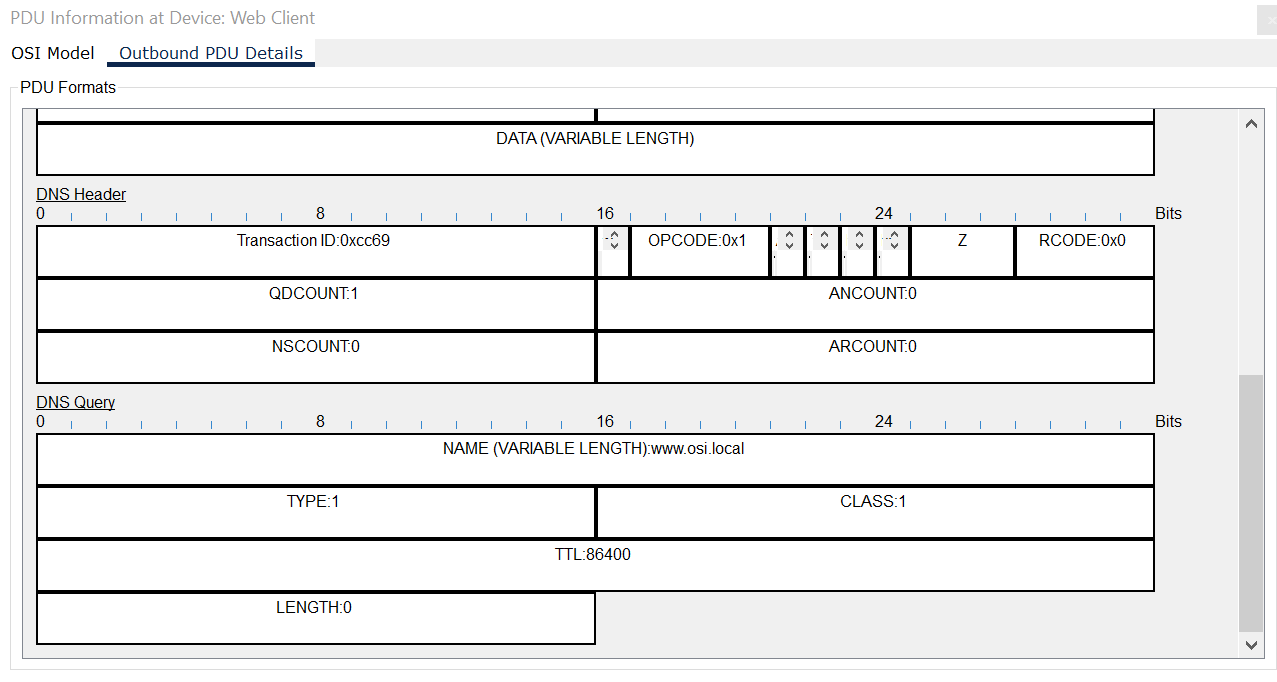 PDU Information at Device: Web Client
OSI Model Outbound PDU Details
PDU Formats
DATA (VARIABLE LENGTH)
DNS Header
0 8 16 24 Bits
Transaction ID:0xcc69 OPCODE:0x1 Z RCODE:0x0
QDCOUNT:1 ANCOUNT:0
NSCOUNT:0 ARCOUNT:0
DNS Query
0 8 16 24 Bits
NAME (VARIABLE LENGTH):www.osi.local
TYPE:1 CLASS:1
TTL:86400
LENGTH:0